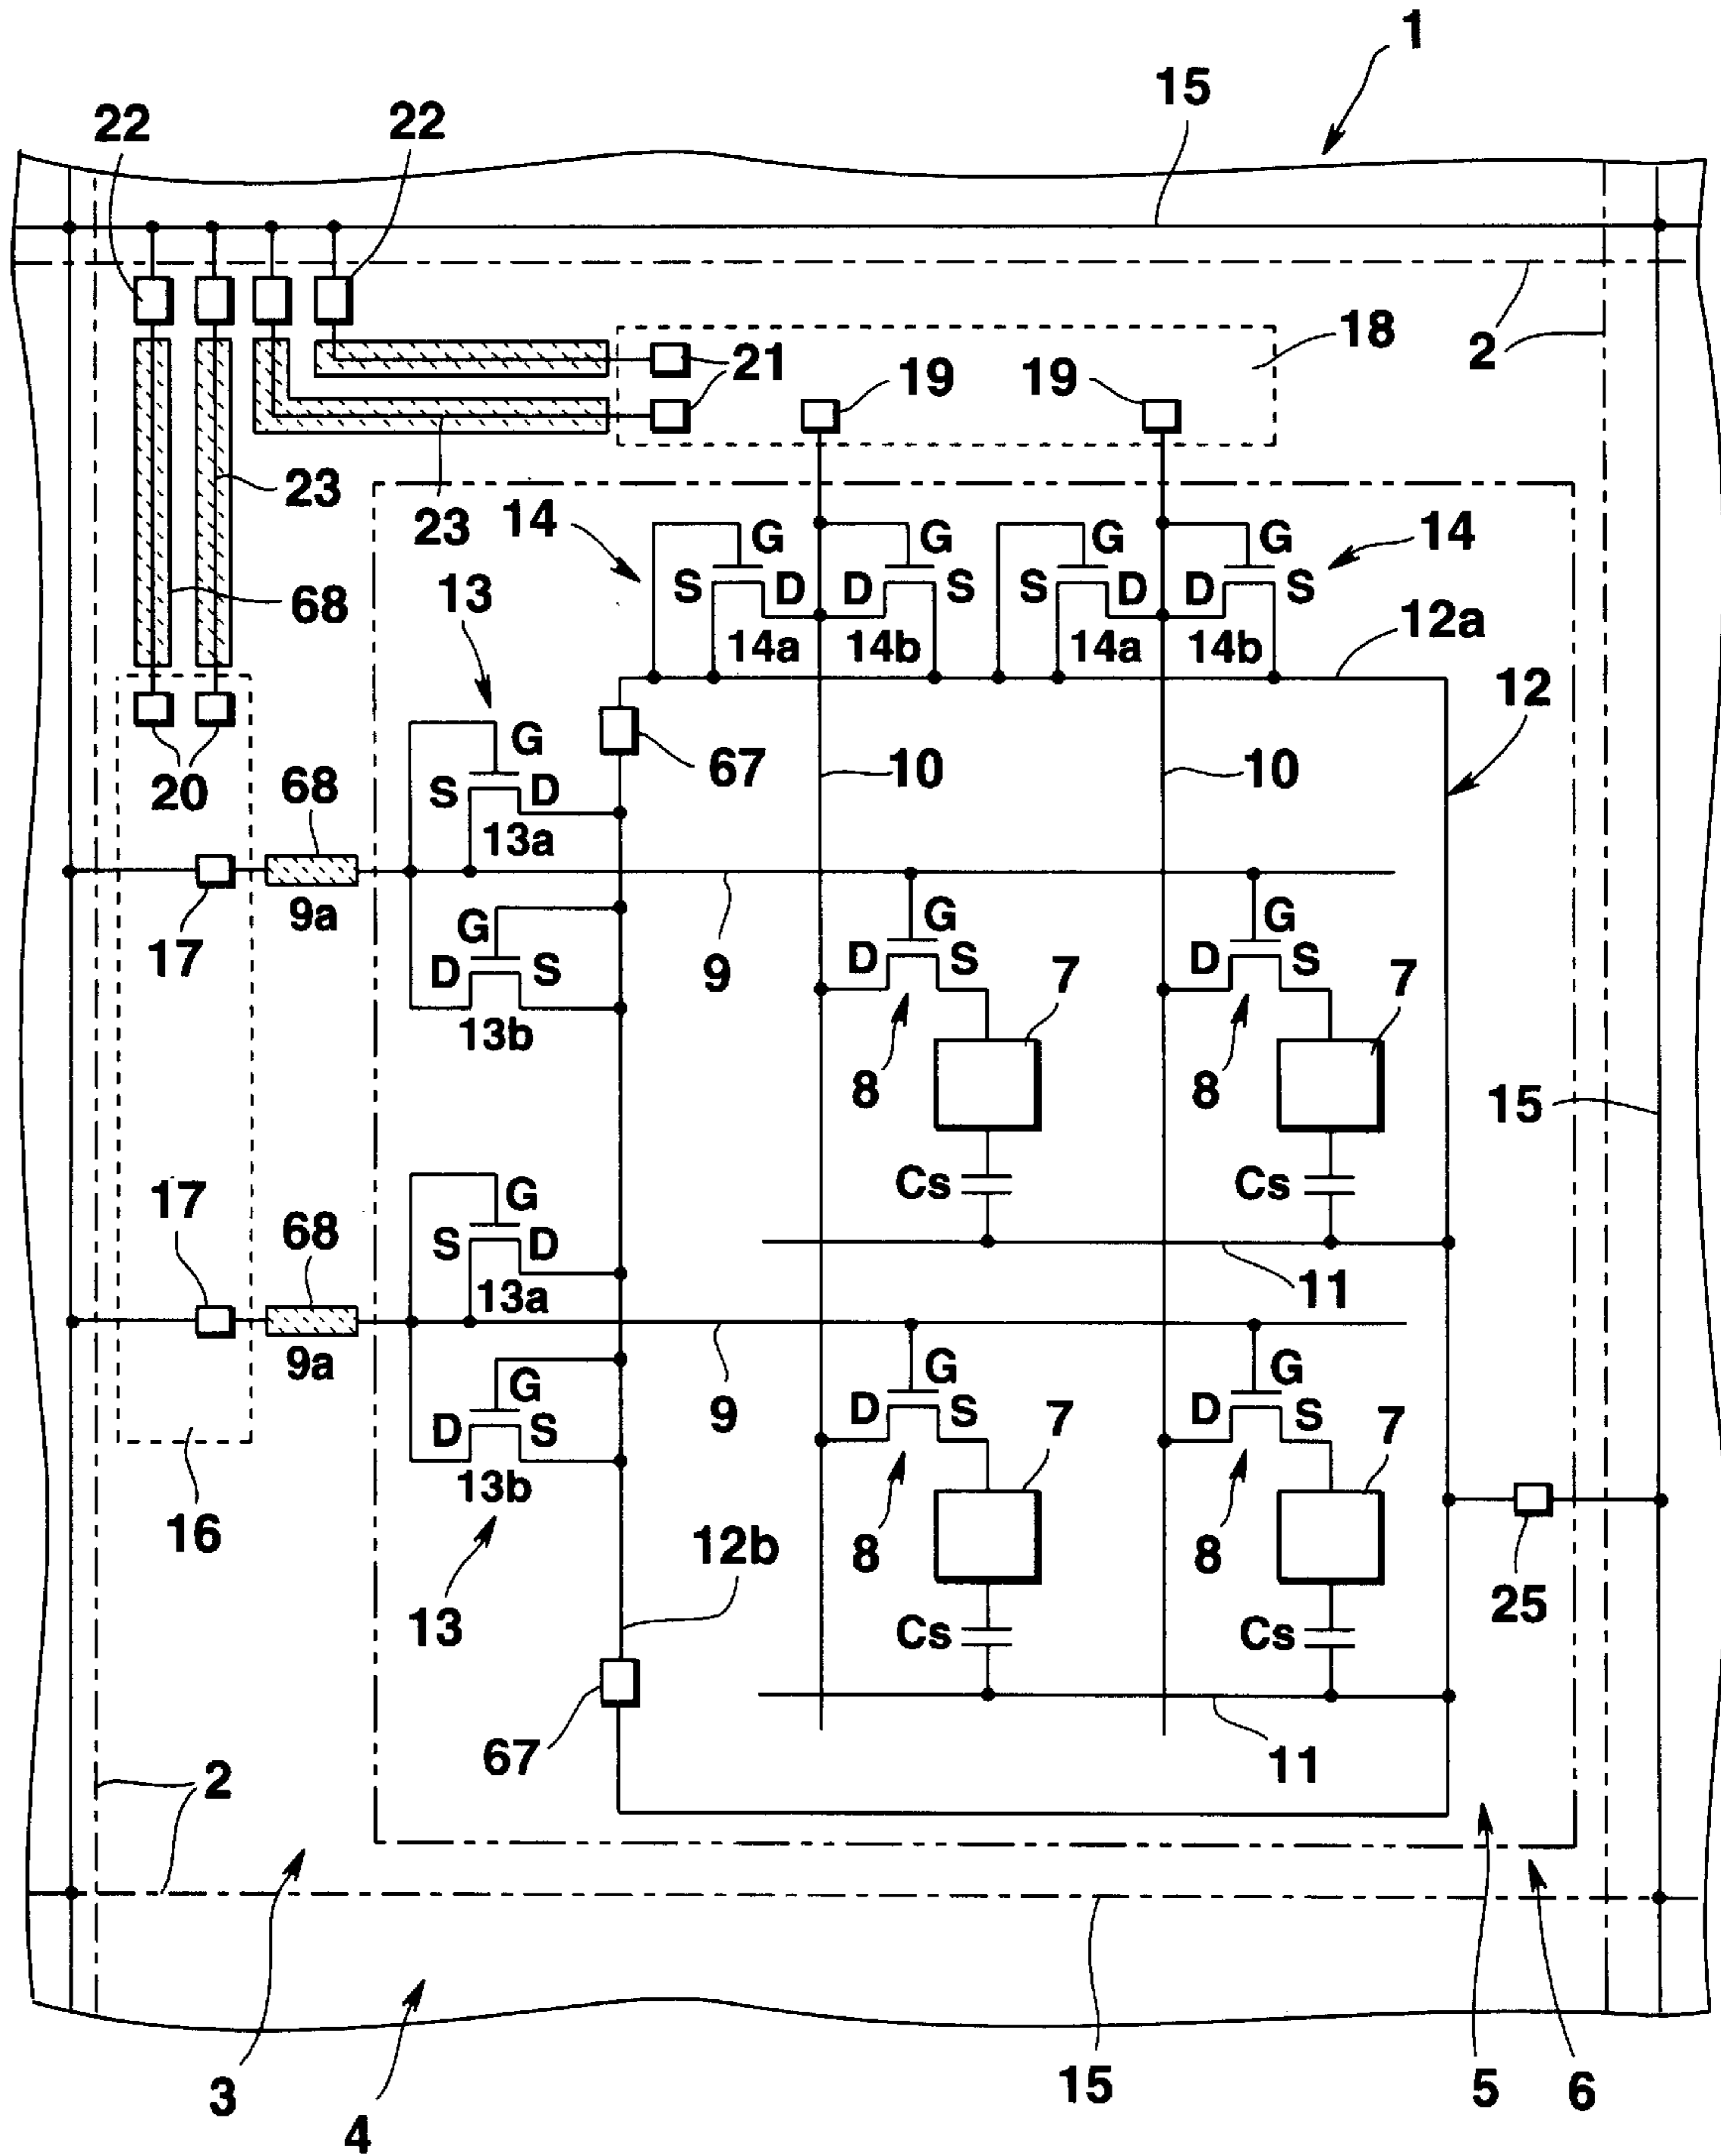 1
15
22 22
18
2
21 19 19
23
23
14 G G G G 14
S D D S S D D S
68
13
14a 14b 14a 14b 12a
12
G
67 10 10
20 68 S D
13a
9a G G G
17 D S 9 D S D S
7 7
13b
8 8
15
17 68 G Cs Cs
S D
13a 11
9a G G G
D S 9 D S D S
7 7
13b
16 12b 8 8
13 25
Cs Cs
67
2 11
3 4 15 5 6